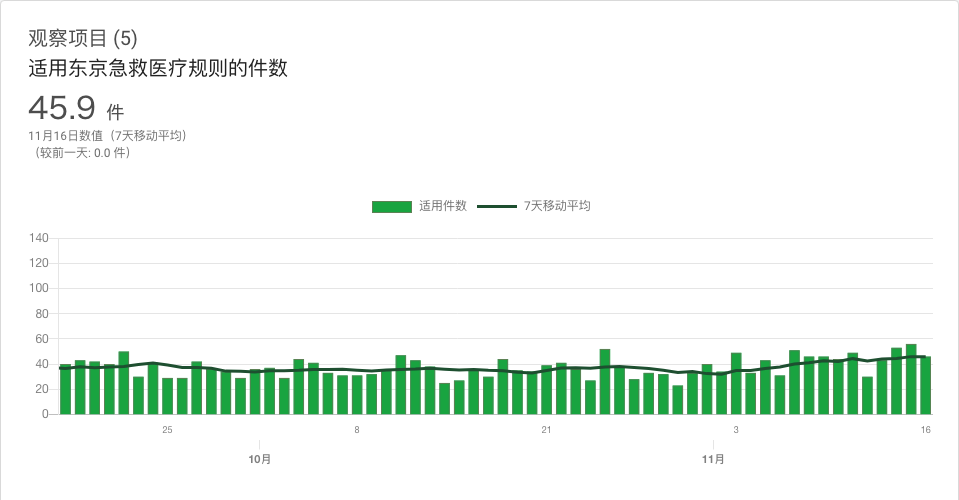 观察项目 (5)
适用东京急救医疗规则的件数
45.9 件
11月16日数值（7天移动平均）
（较前一天: 0.0 件）
适用件数 7天移动平均
140
120
100
80
60
40
20
0
25 8 21 3 16
10月 11月